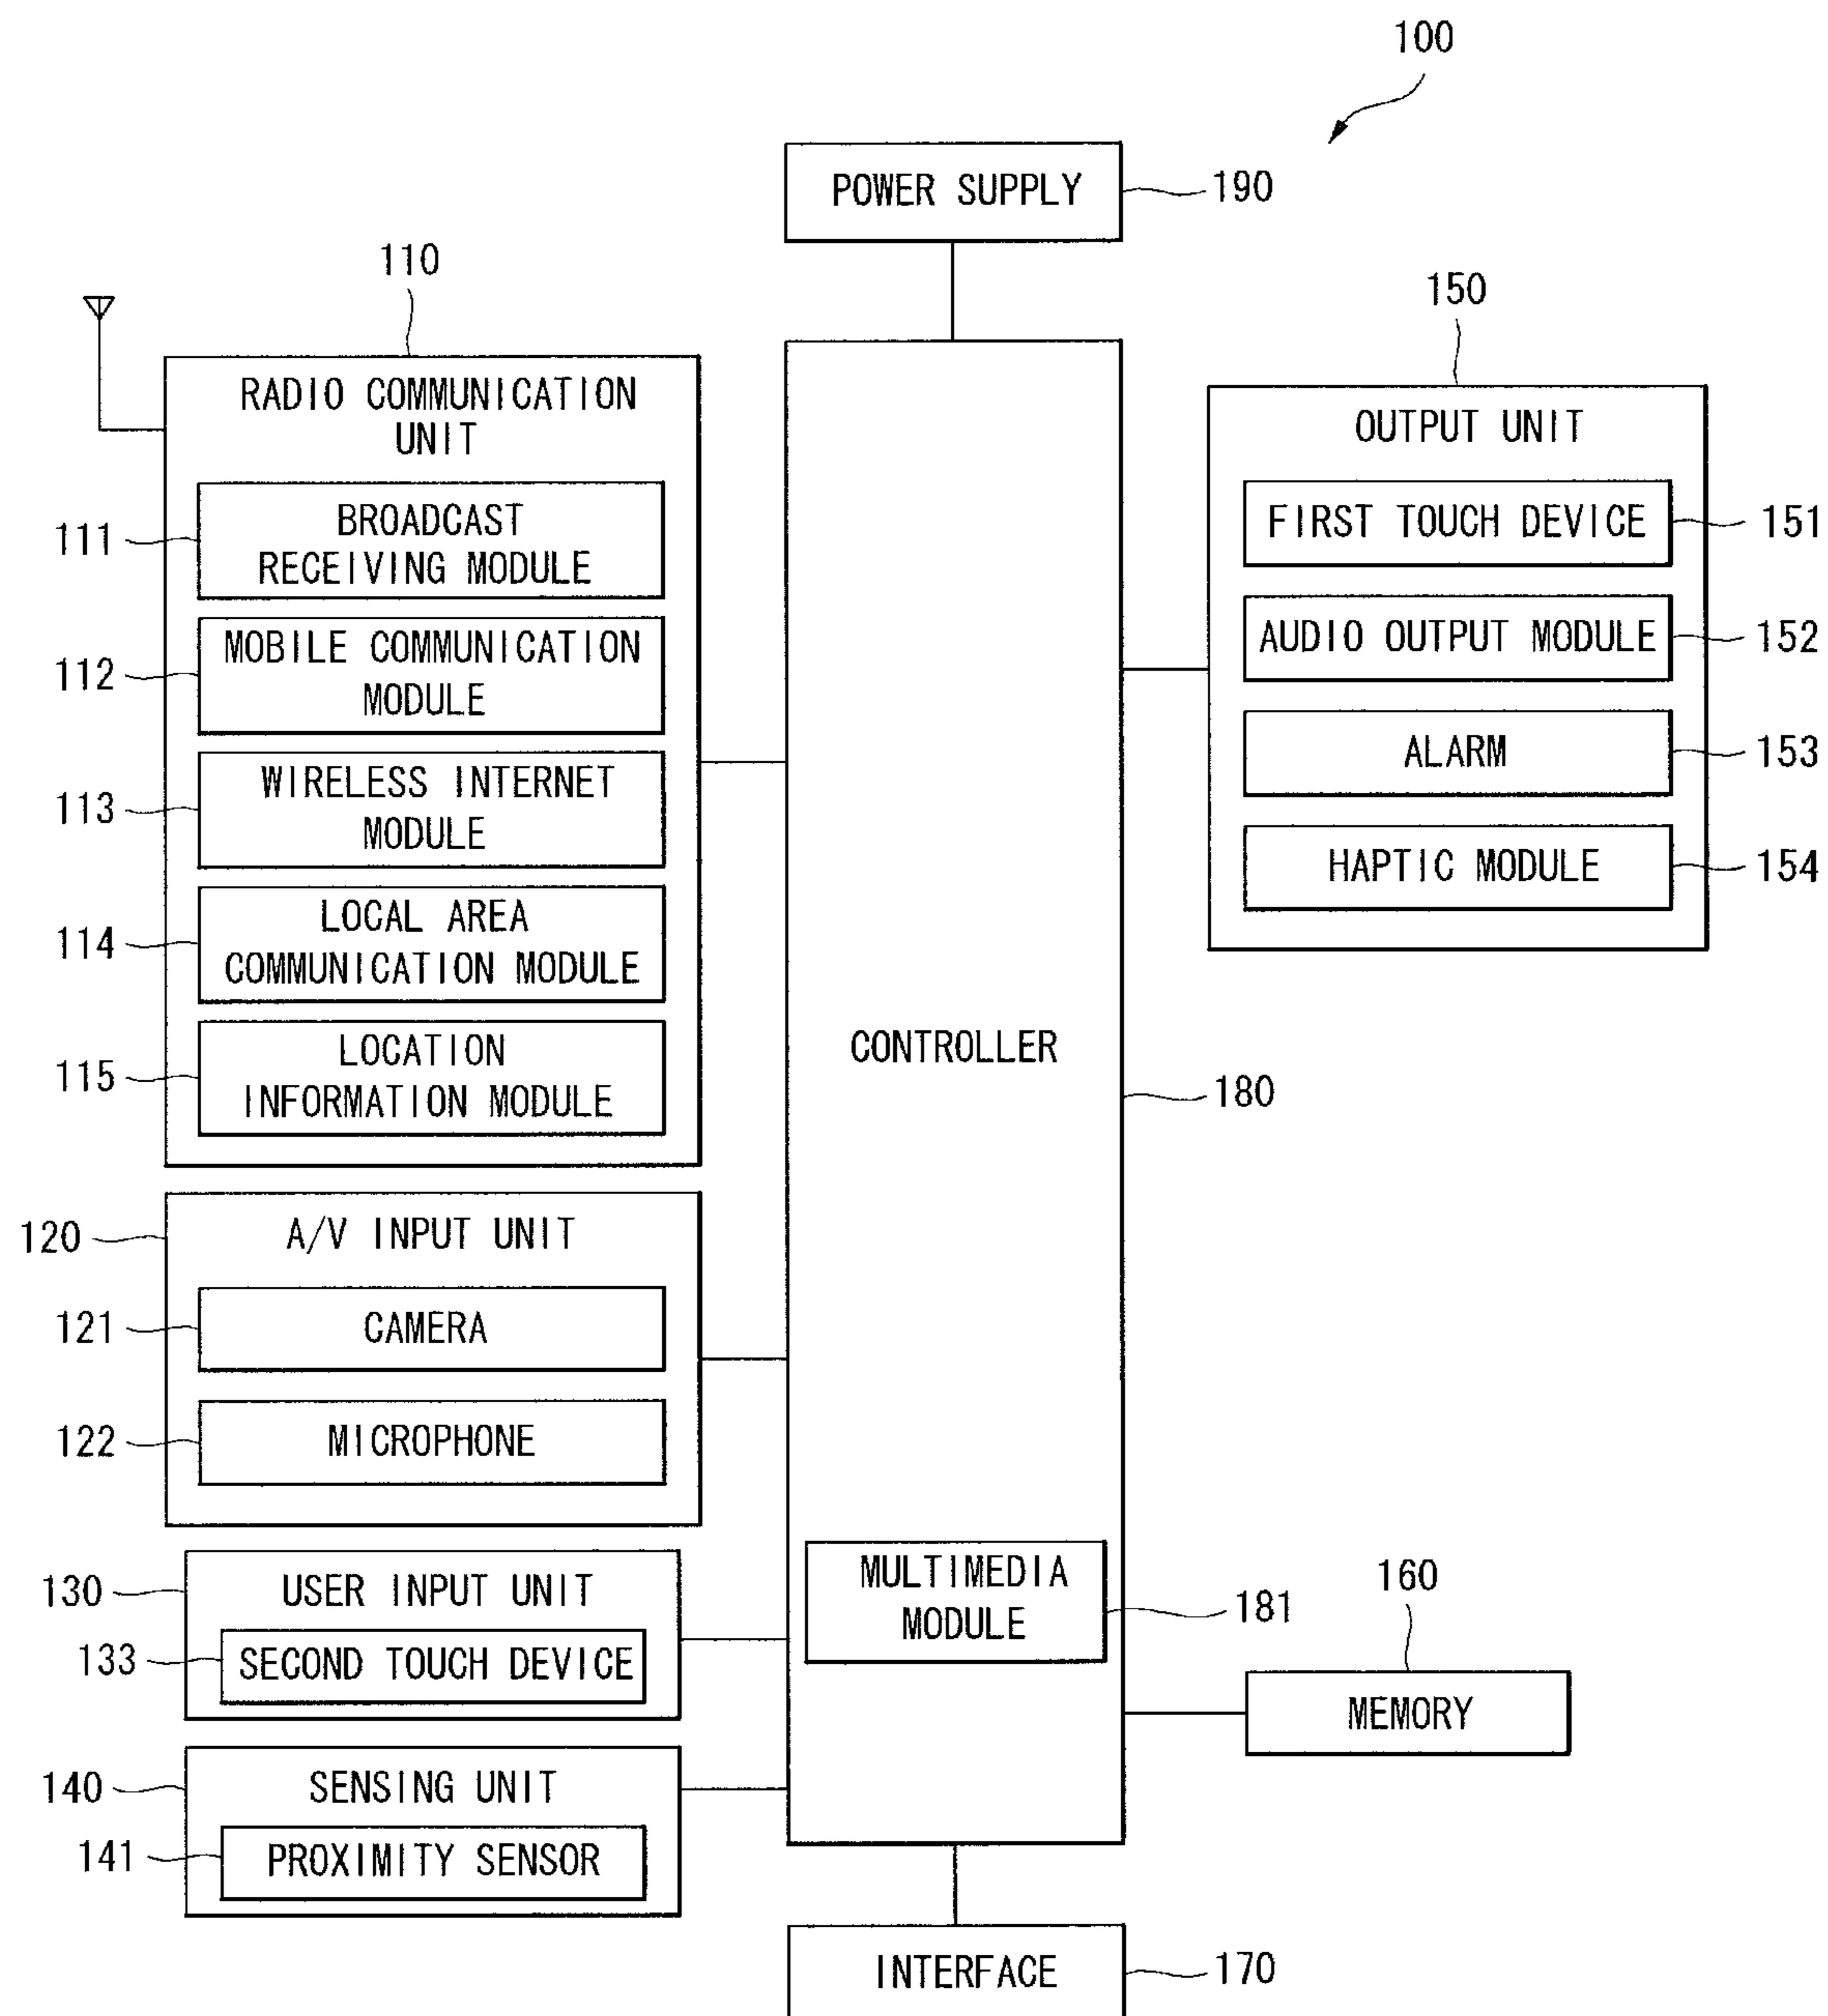 100
POWER SUPPLY
190
110
RADIO COMMUNICATION
UNIT
111
BROADCAST
RECEIVING MODULE
112
MOBILE COMMUNICATION
MODULE
113
WIRELESS INTERNET
MODULE
114
LOCAL AREA
COMMUNICATION MODULE
115
LOCATION
INFORMATION MODULE
120
A/V INPUT UNIT
121
CAMERA
122
MICROPHONE
130
USER INPUT UNIT
133
SECOND TOUCH DEVICE
140
SENSING UNIT
141
PROXIMITY SENSOR
CONTROLLER
180
MULTIMEDIA
MODULE
181
150
OUTPUT UNIT
FIRST TOUCH DEVICE
151
AUDIO OUTPUT MODULE
152
ALARM
153
HAPTIC MODULE
154
160
MEMORY
INTERFACE
170